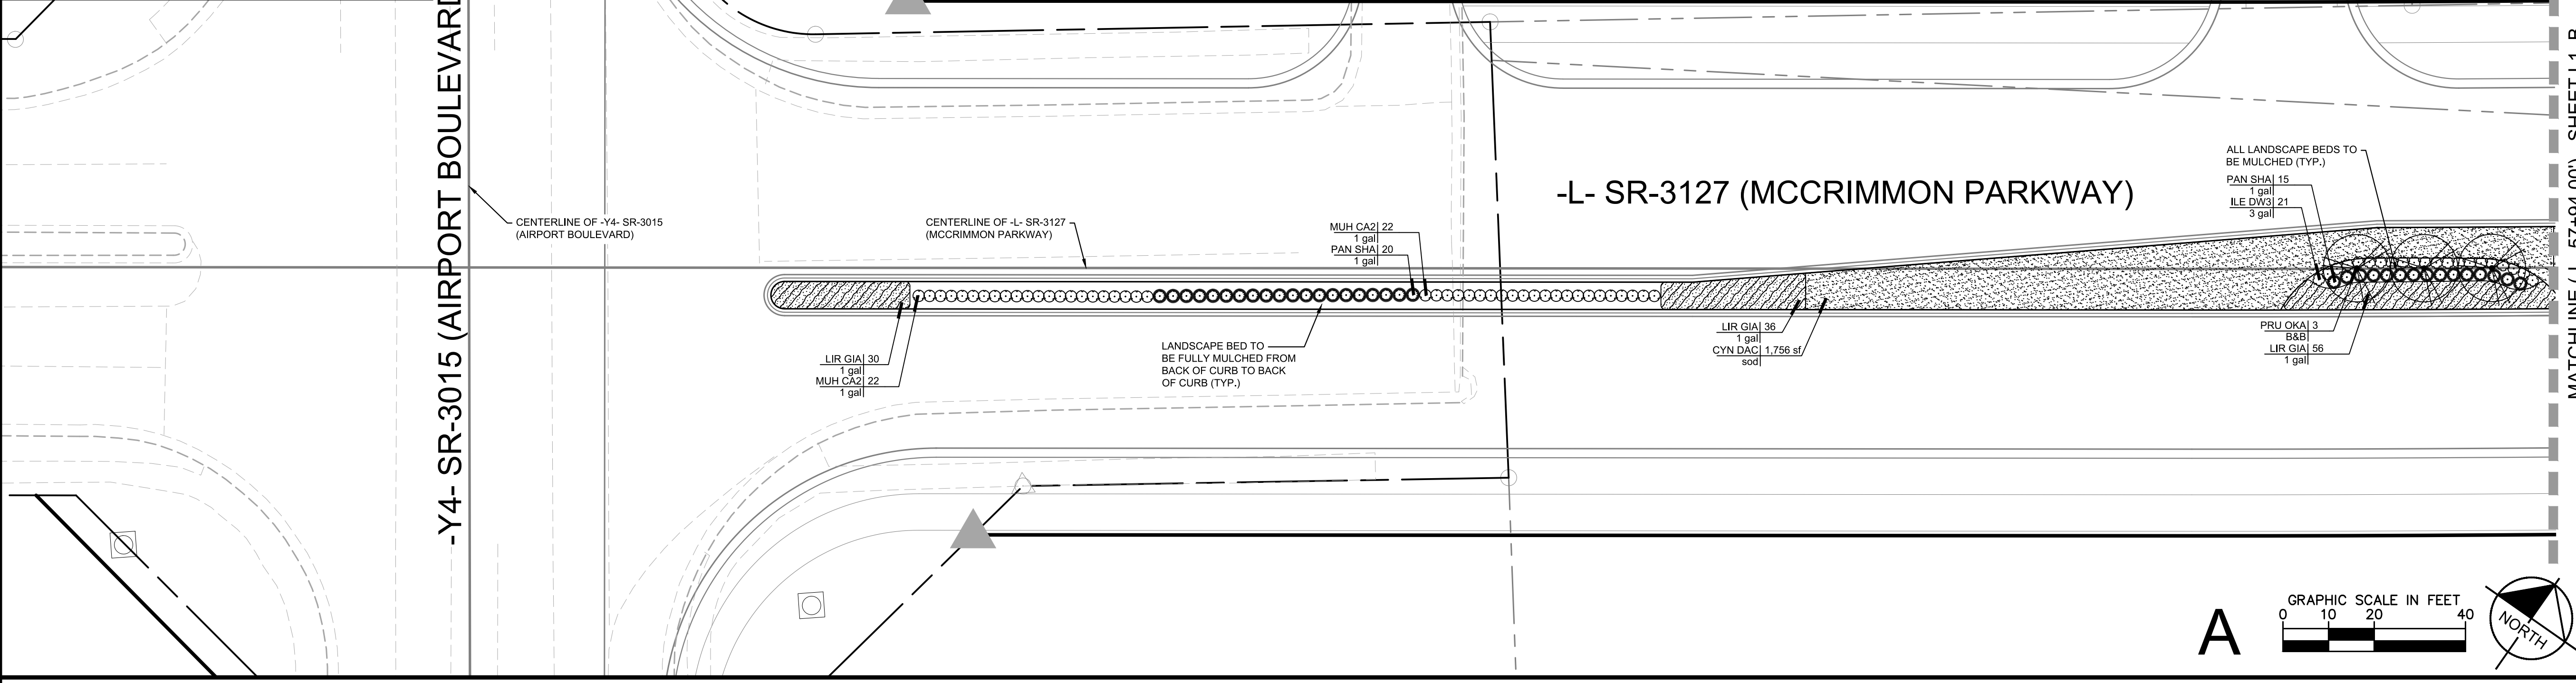 -Y4- SR-3015 (AIRPORT BOULEVARD
CENTERLINE OF -Y4- SR-3015
(AIRPORT BOULEVARD)
CENTERLINE OF -L- SR-3127
(MCCRIMMON PARKWAY)
MUH CA2 22
1 gal
PAN SHA 20
1 gal
-L- SR-3127 (MCCRIMMON PARKWAY)
ALL LANDSCAPE BEDS TO
BE MULCHED (TYP.)
PAN SHA 15
1 gal
ILE DW3 21
3 gal
LIR GIA 30
1 gal
MUH CA2 22
1 gal
LANDSCAPE BED TO
BE FULLY MULCHED FROM
BACK OF CURB TO BACK
OF CURB (TYP.)
LIR GIA 36
1 gal
CYN DAC 1,756 sf
sod
PRU OKA 3
B&B
LIR GIA 56
1 gal
A
GRAPHIC SCALE IN FEET
0 10 20 40
NORTH